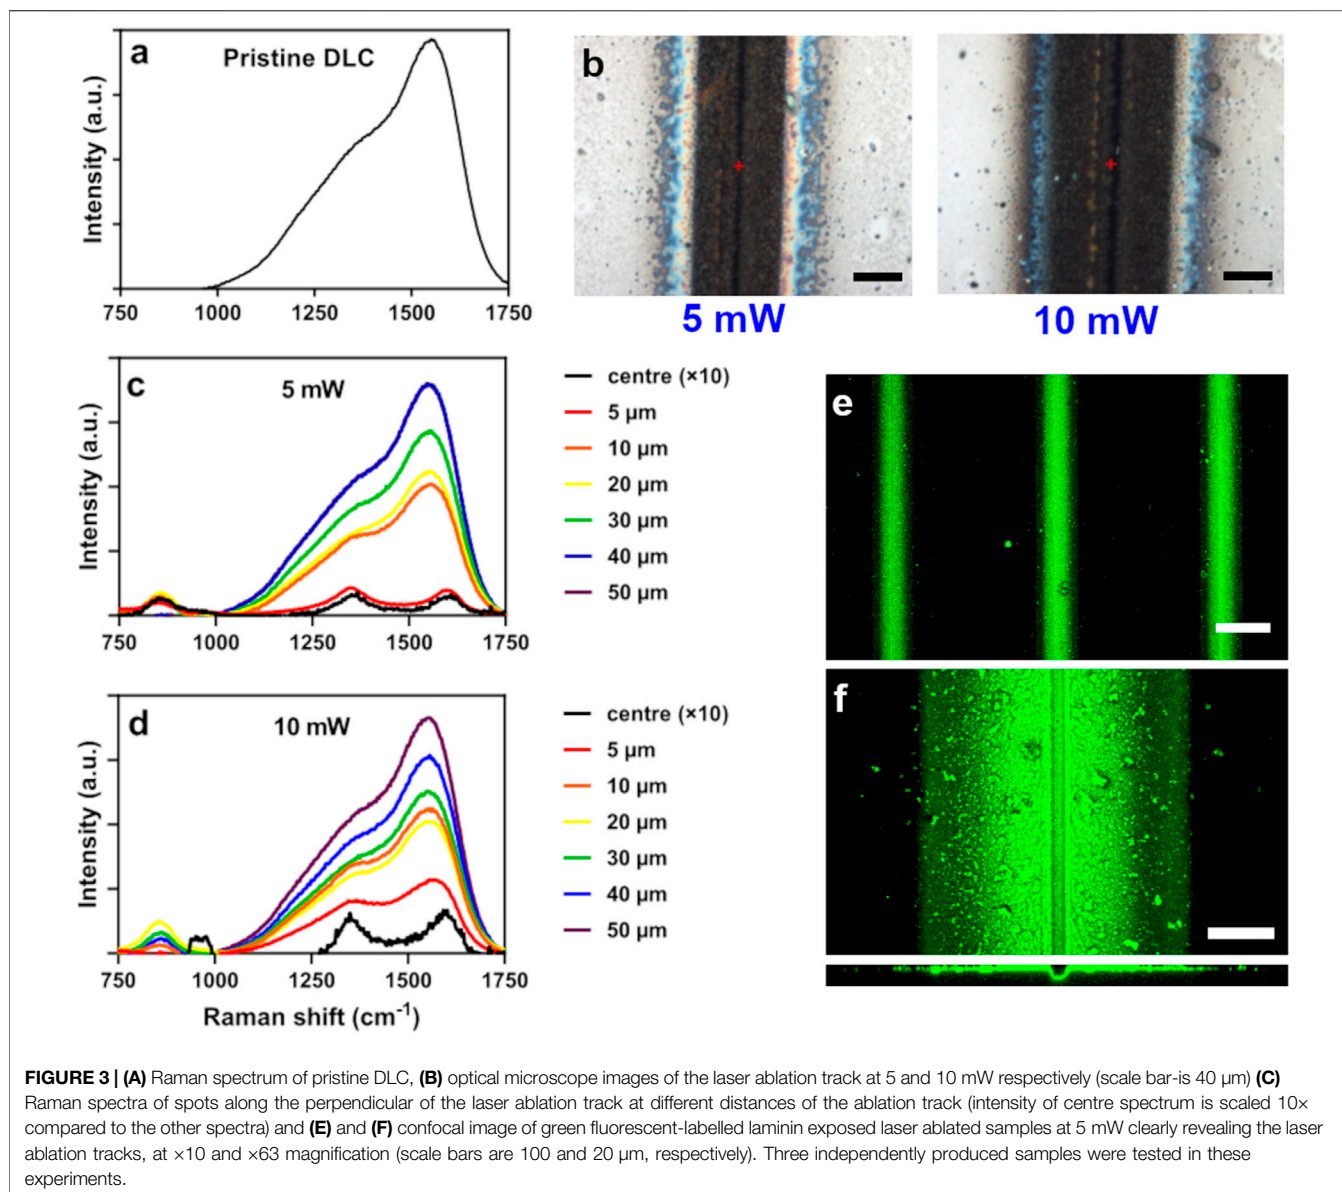 a
Pristine DLC
Intensity (a.u.)
750 1000 1250 1500 1750
b
5 mW
10 mW
c
5 mW
Intensity (a.u.)
750 1000 1250 1500 1750
centre (×10)
5 µm
10 µm
20 µm
30 µm
40 µm
50 µm
d
10 mW
Intensity (a.u.)
750 1000 1250 1500 1750
Raman shift (cm⁻¹)
centre (×10)
5 µm
10 µm
20 µm
30 µm
40 µm
50 µm
e
f
FIGURE 3 | (A) Raman spectrum of pristine DLC, (B) optical microscope images of the laser ablation track at 5 and 10 mW respectively (scale bar-is 40 µm) (C)
Raman spectra of spots along the perpendicular of the laser ablation track at different distances of the ablation track (intensity of centre spectrum is scaled 10×
compared to the other spectra) and (E) and (F) confocal image of green fluorescent-labelled laminin exposed laser ablated samples at 5 mW clearly revealing the laser
ablation tracks, at ×10 and ×63 magnification (scale bars are 100 and 20 µm, respectively). Three independently produced samples were tested in these
experiments.